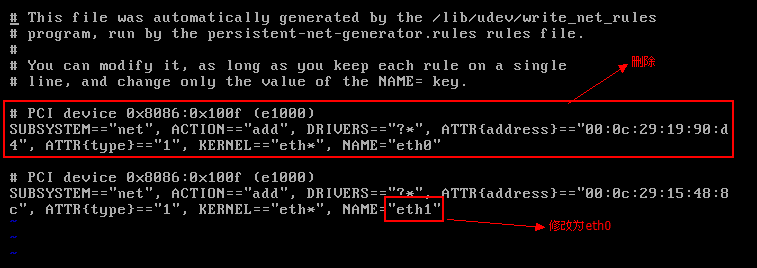 # This file was automatically generated by the /lib/udev/write_net_rules
# program, run by the persistent-net-generator.rules rules file.
#
# You can modify it, as long as you keep each rule on a single
# line, and change only the value of the NAME= key.
删除
# PCI device 0x8086:0x100f (e1000)
SUBSYSTEM=="net", ACTION=="add", DRIVERS=="?*", ATTR{address}=="00:0c:29:19:90:d
4", ATTR{type}=="1", KERNEL=="eth*", NAME="eth0"
# PCI device 0x8086:0x100f (e1000)
SUBSYSTEM=="net", ACTION=="add", DRIVERS=="?*", ATTR{address}=="00:0c:29:15:48:8
c", ATTR{type}=="1", KERNEL=="eth*", NAME="eth1"
~
修改为eth0
~
~